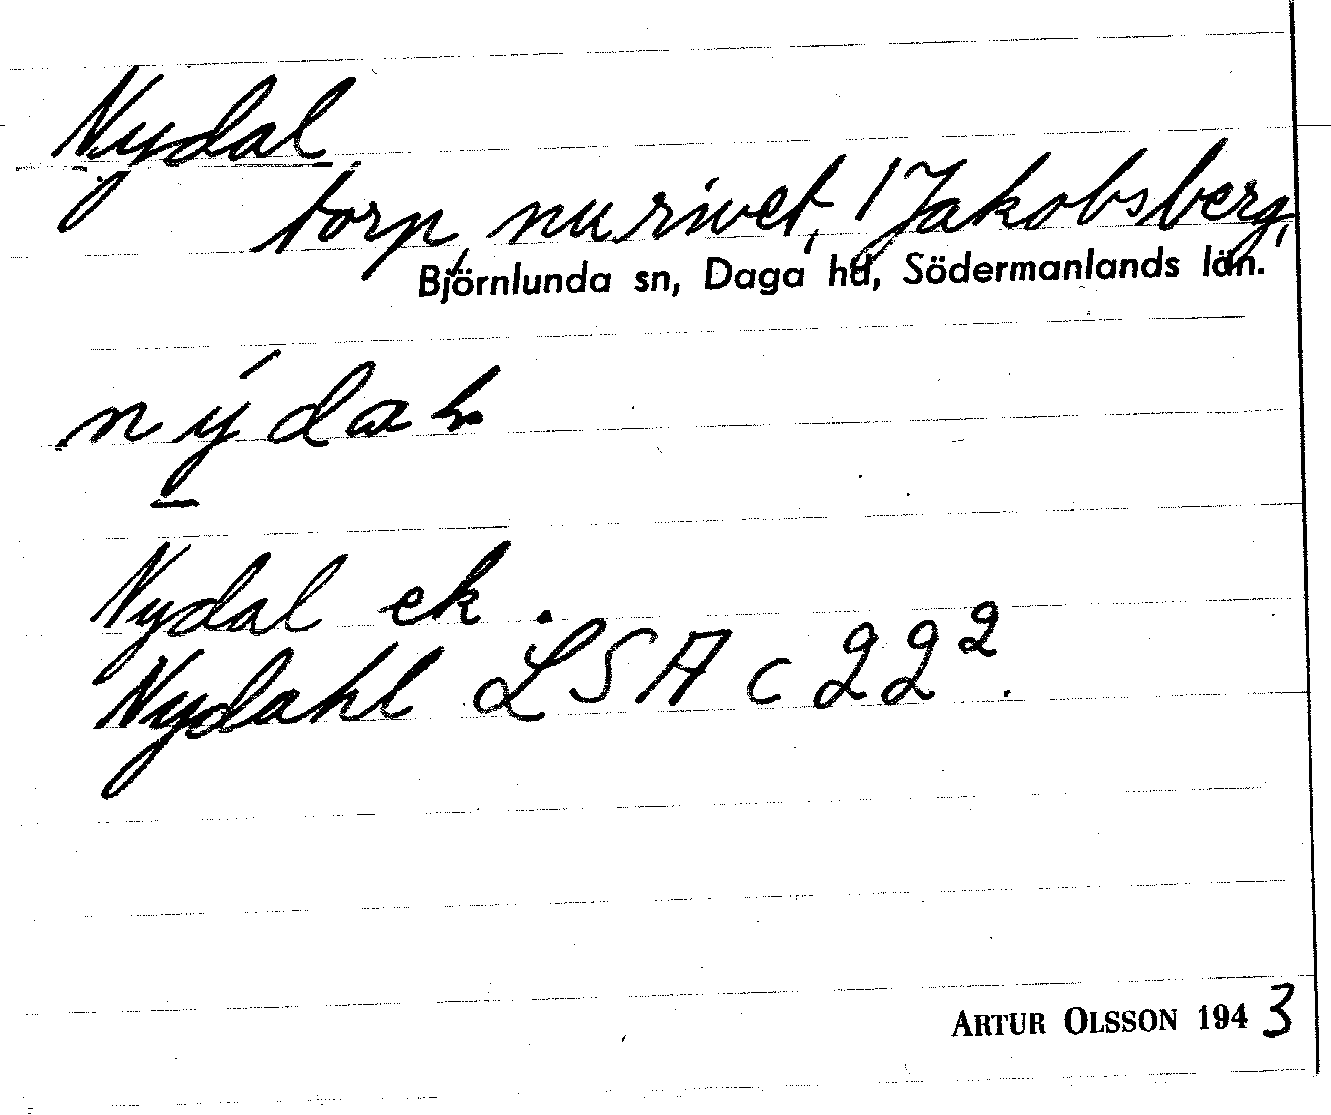 Nydal
torp, nu rivet, / Jakobsberg,
Björnlunda sn, Daga hd, Södermanlands län.
Nydal ek.
Nydahl LSA c 22²
ARTUR OLSSON 1943